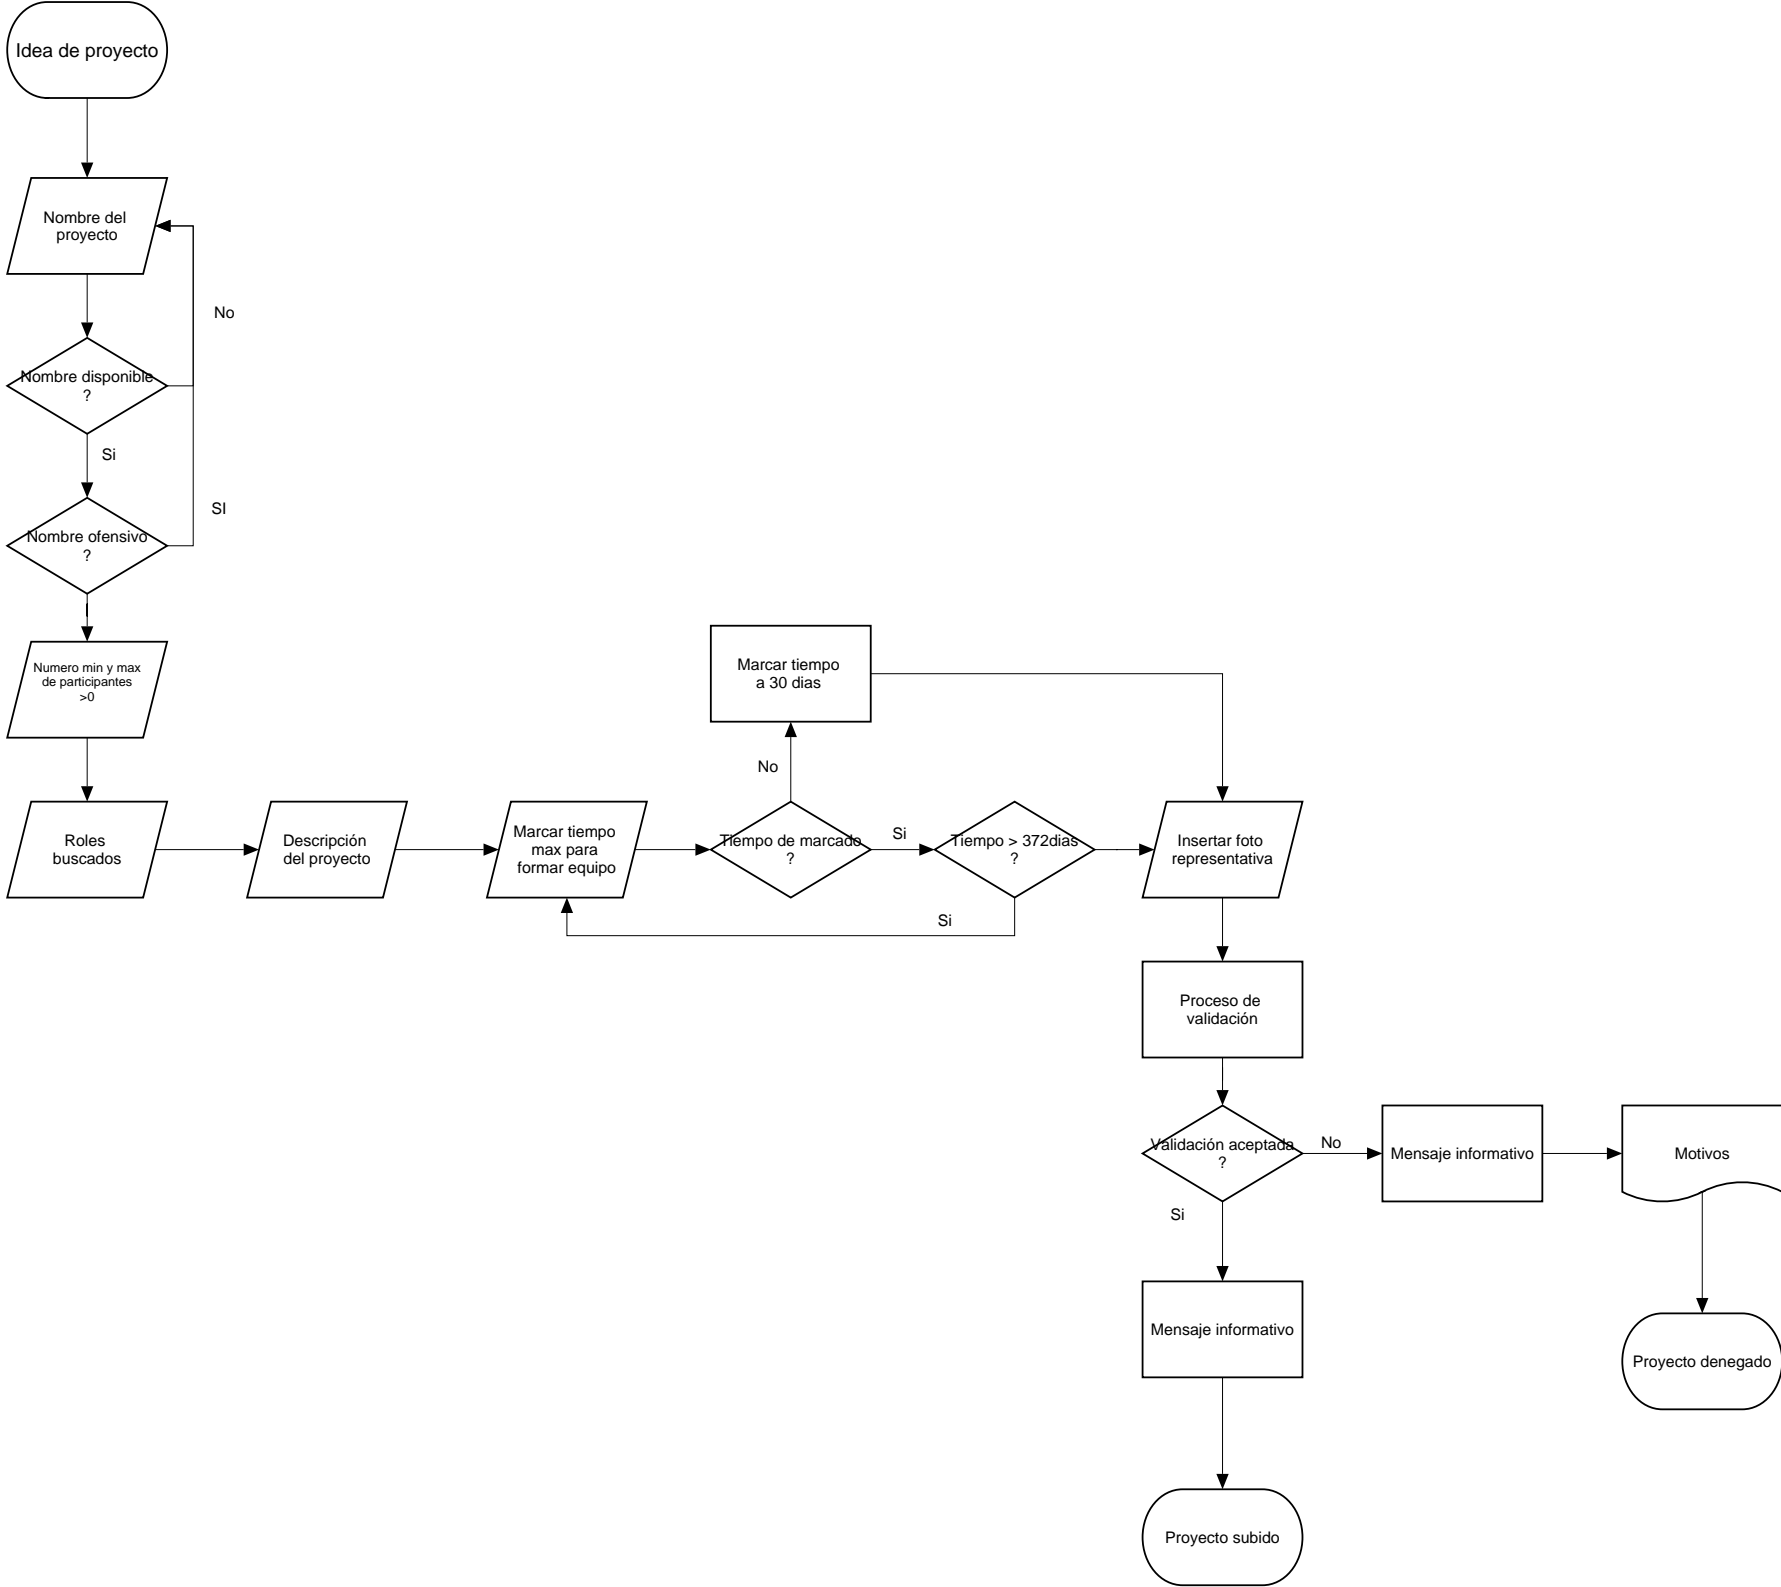 Idea de proyecto
Nombre del
proyecto
No
Nombre disponible
?
Si
SI
Nombre ofensivo
?
Numero min y max
de participantes
>0
Roles
buscados
Descripción
del proyecto
Marcar tiempo
max para
formar equipo
Tiempo de marcado
?
No
Marcar tiempo
a 30 dias
Si
Tiempo > 372dias
?
Si
Insertar foto
representativa
Proceso de
validación
Validación aceptada
?
No
Mensaje informativo
Motivos
Proyecto denegado
Si
Mensaje informativo
Proyecto subido